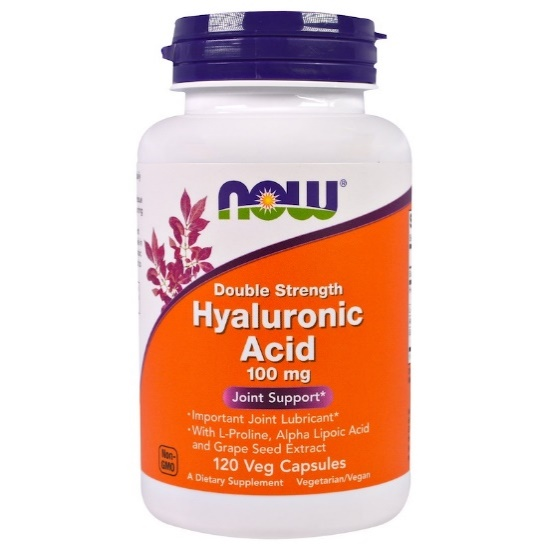 now®
Double Strength
Hyaluronic
Acid
100 mg
Joint Support*
•Important Joint Lubricant*
•With L-Proline, Alpha Lipoic Acid
and Grape Seed Extract
Non-
GMO
120 Veg Capsules
A Dietary Supplement Vegetarian/Vegan